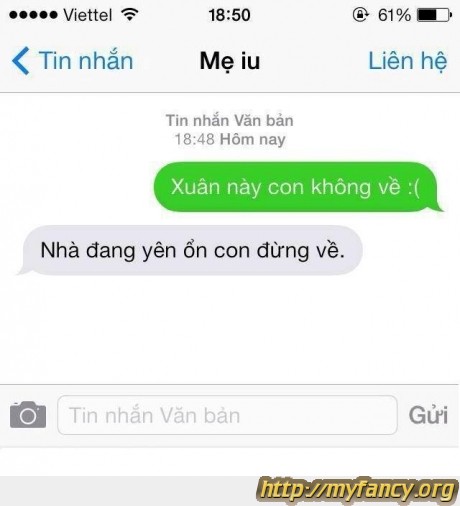 Viettel 18:50 61%
Tin nhắn Mẹ iu Liên hệ
Tin nhắn Văn bản
18:48 Hôm nay
Xuân này con không về :(
Nhà đang yên ổn con đừng về.
Tin nhắn Văn bản Gửi
http://myfancy.org